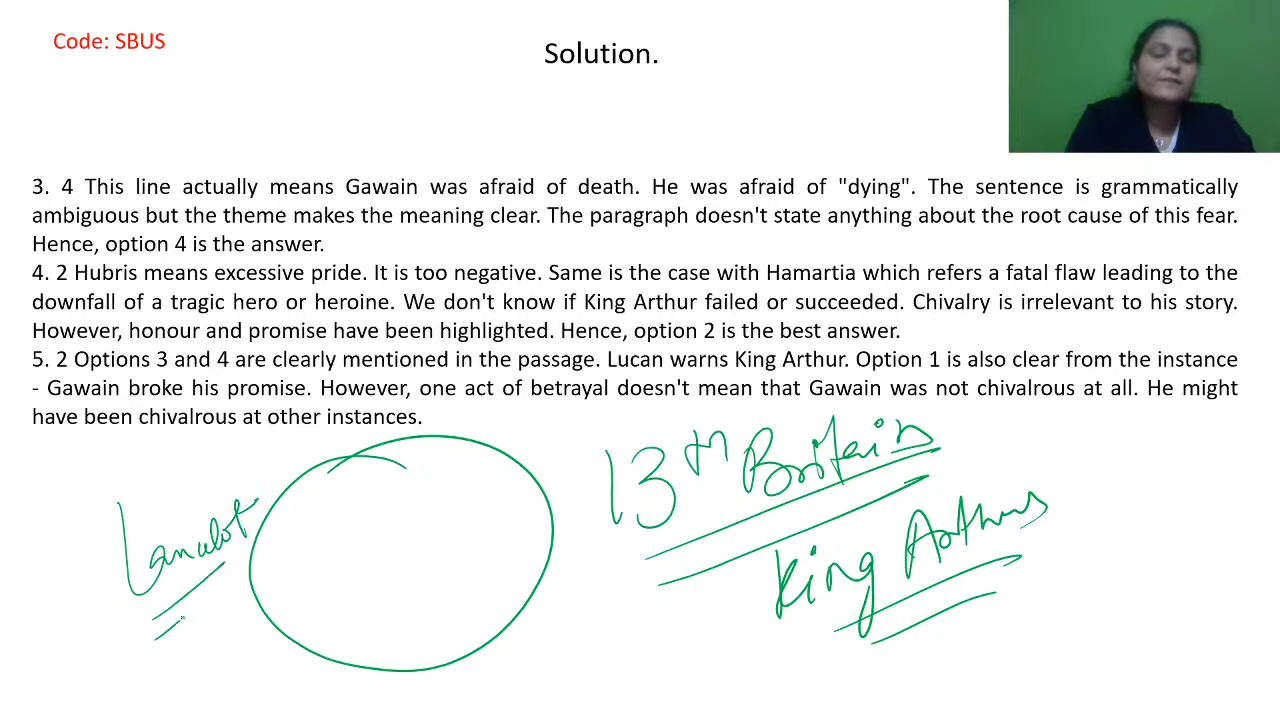 Code: SBUS
Solution.
3. 4 This line actually means Gawain was afraid of death. He was afraid of "dying". The sentence is grammatically
ambiguous but the theme makes the meaning clear. The paragraph doesn't state anything about the root cause of this fear.
Hence, option 4 is the answer.
4. 2 Hubris means excessive pride. It is too negative. Same is the case with Hamartia which refers a fatal flaw leading to the
downfall of a tragic hero or heroine. We don't know if King Arthur failed or succeeded. Chivalry is irrelevant to his story.
However, honour and promise have been highlighted. Hence, option 2 is the best answer.
5. 2 Options 3 and 4 are clearly mentioned in the passage. Lucan warns King Arthur. Option 1 is also clear from the instance
- Gawain broke his promise. However, one act of betrayal doesn't mean that Gawain was not chivalrous at all. He might
have been chivalrous at other instances.
13th Britain
King Arthur
Lancelot